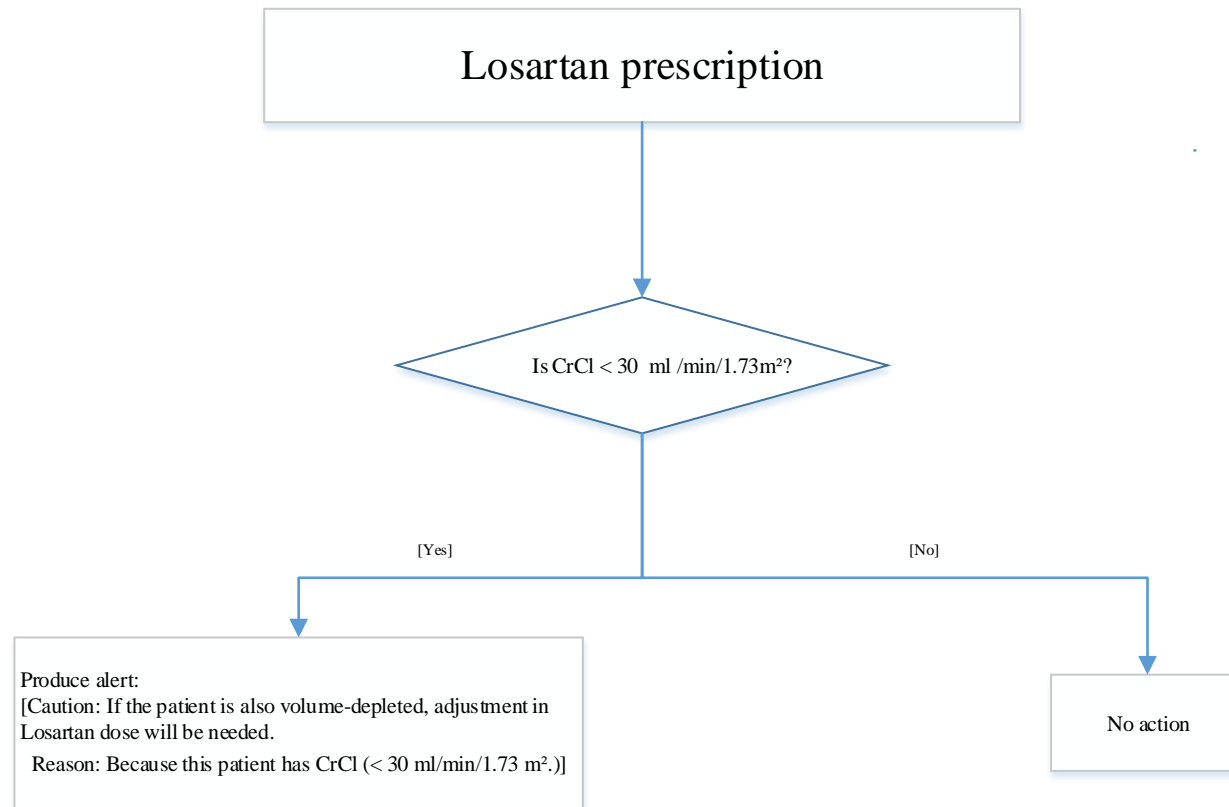 Losartan prescription
Is CrCl < 30 ml /min/1.73m²?
[Yes]
[No]
Produce alert:
[Caution: If the patient is also volume-depleted, adjustment in
Losartan dose will be needed.
Reason: Because this patient has CrCl (< 30 ml/min/1.73 m².)]
No action